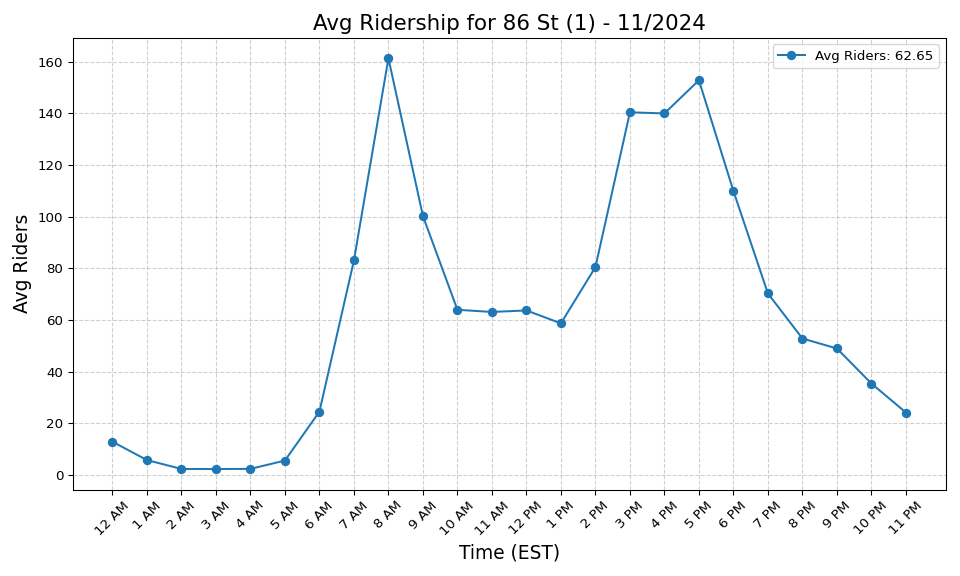 Avg Ridership for 86 St (1) - 11/2024
Avg Riders: 62.65
Avg Riders
160
140
120
100
80
60
40
20
0
12 AM
1 AM
2 AM
3 AM
4 AM
5 AM
6 AM
7 AM
8 AM
9 AM
10 AM
11 AM
12 PM
1 PM
2 PM
3 PM
4 PM
5 PM
6 PM
7 PM
8 PM
9 PM
10 PM
11 PM
Time (EST)